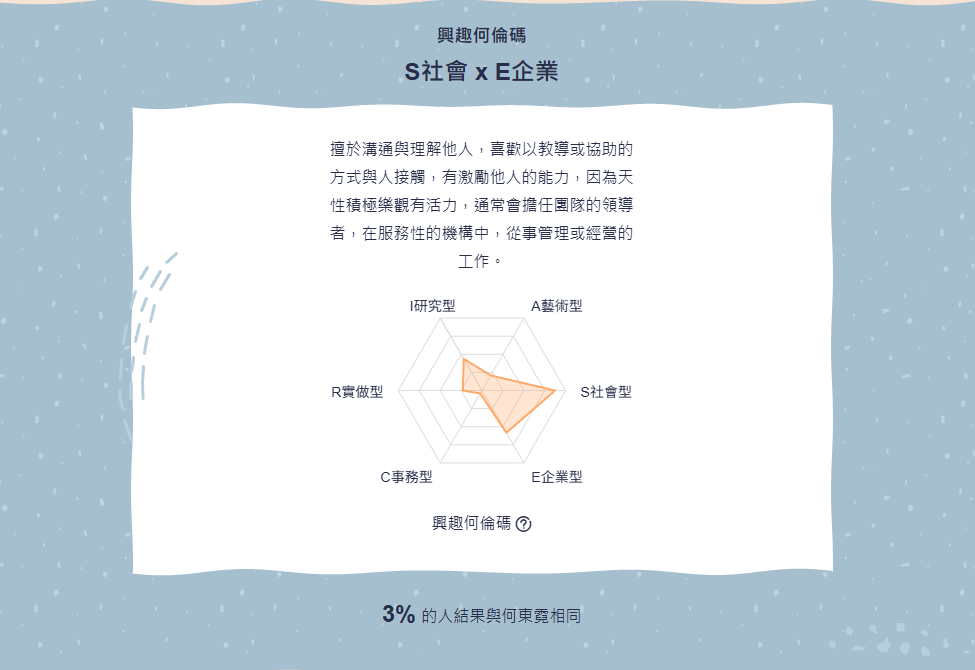 興趣何倫碼
S社會 x E企業
擅於溝通與理解他人，喜歡以教導或協助的
方式與人接觸，有激勵他人的能力，因為天
性積極樂觀有活力，通常會擔任團隊的領導
者，在服務性的機構中，從事管理或經營的
工作。
I研究型
A藝術型
R實做型
S社會型
C事務型
E企業型
興趣何倫碼 ?
3% 的人結果與何東霓相同